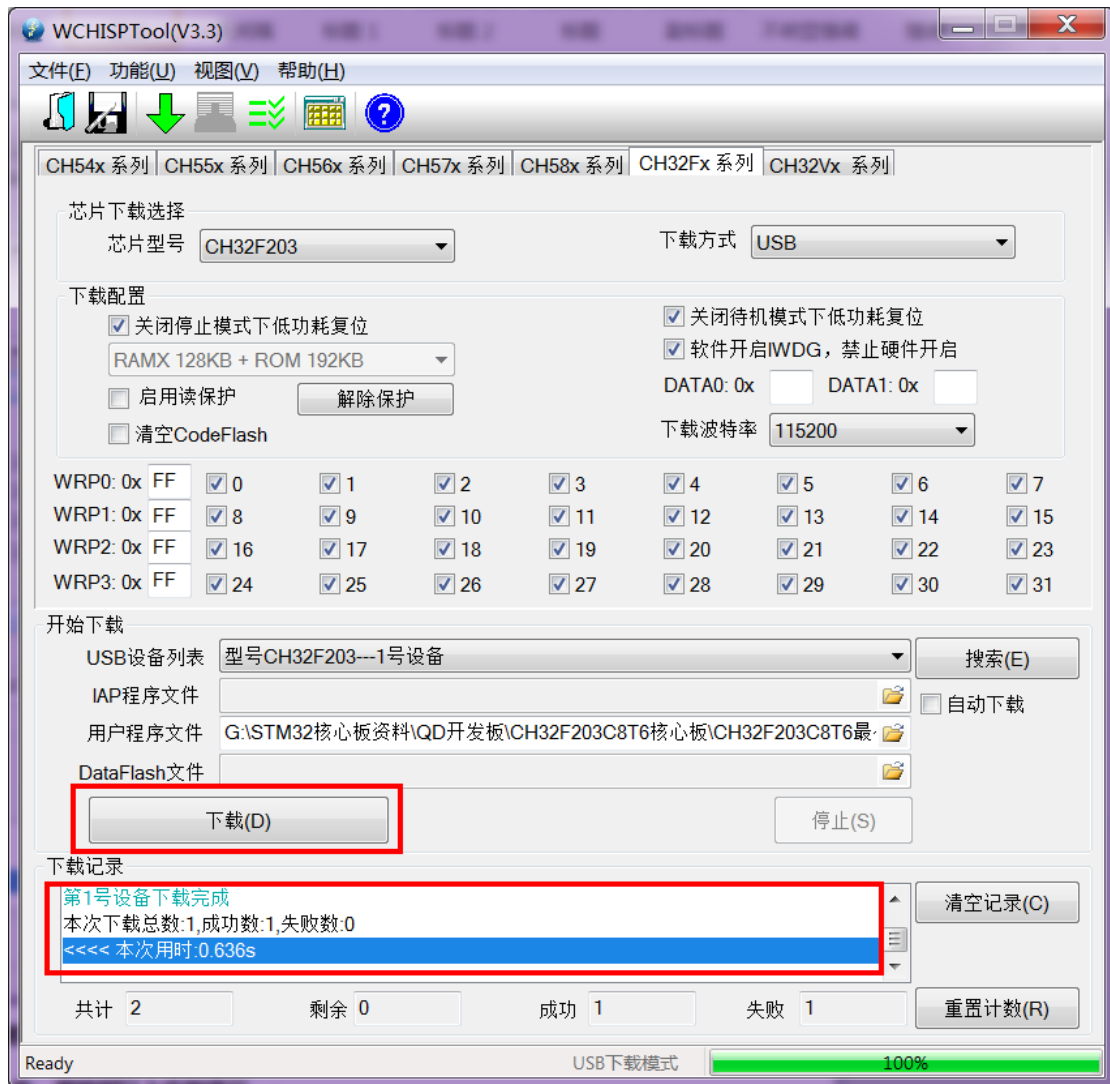 WCHISPTool(V3.3)
文件(F) 功能(U) 视图(V) 帮助(H)
CH54x 系列 CH55x 系列 CH56x 系列 CH57x 系列 CH58x 系列 CH32Fx 系列 CH32Vx 系列
芯片下载选择
芯片型号 CH32F203 下载方式 USB
下载配置
关闭停止模式下低功耗复位 关闭待机模式下低功耗复位
RAMX 128KB + ROM 192KB 软件开启IWDG，禁止硬件开启
启用读保护 解除保护 DATA0: 0x DATA1: 0x
清空CodeFlash 下载波特率 115200
WRP0: 0x FF 0 1 2 3 4 5 6 7
WRP1: 0x FF 8 9 10 11 12 13 14 15
WRP2: 0x FF 16 17 18 19 20 21 22 23
WRP3: 0x FF 24 25 26 27 28 29 30 31
开始下载
USB设备列表 型号CH32F203---1号设备 搜索(E)
IAP程序文件 自动下载
用户程序文件 G:\STM32核心板资料\QD开发板\CH32F203C8T6核心板\CH32F203C8T6最
DataFlash文件
下载(D) 停止(S)
下载记录
第1号设备下载完成 清空记录(C)
本次下载总数:1,成功数:1,失败数:0
<<<< 本次用时:0.636s
共计 2 剩余 0 成功 1 失败 1 重置计数(R)
Ready USB下载模式 100%